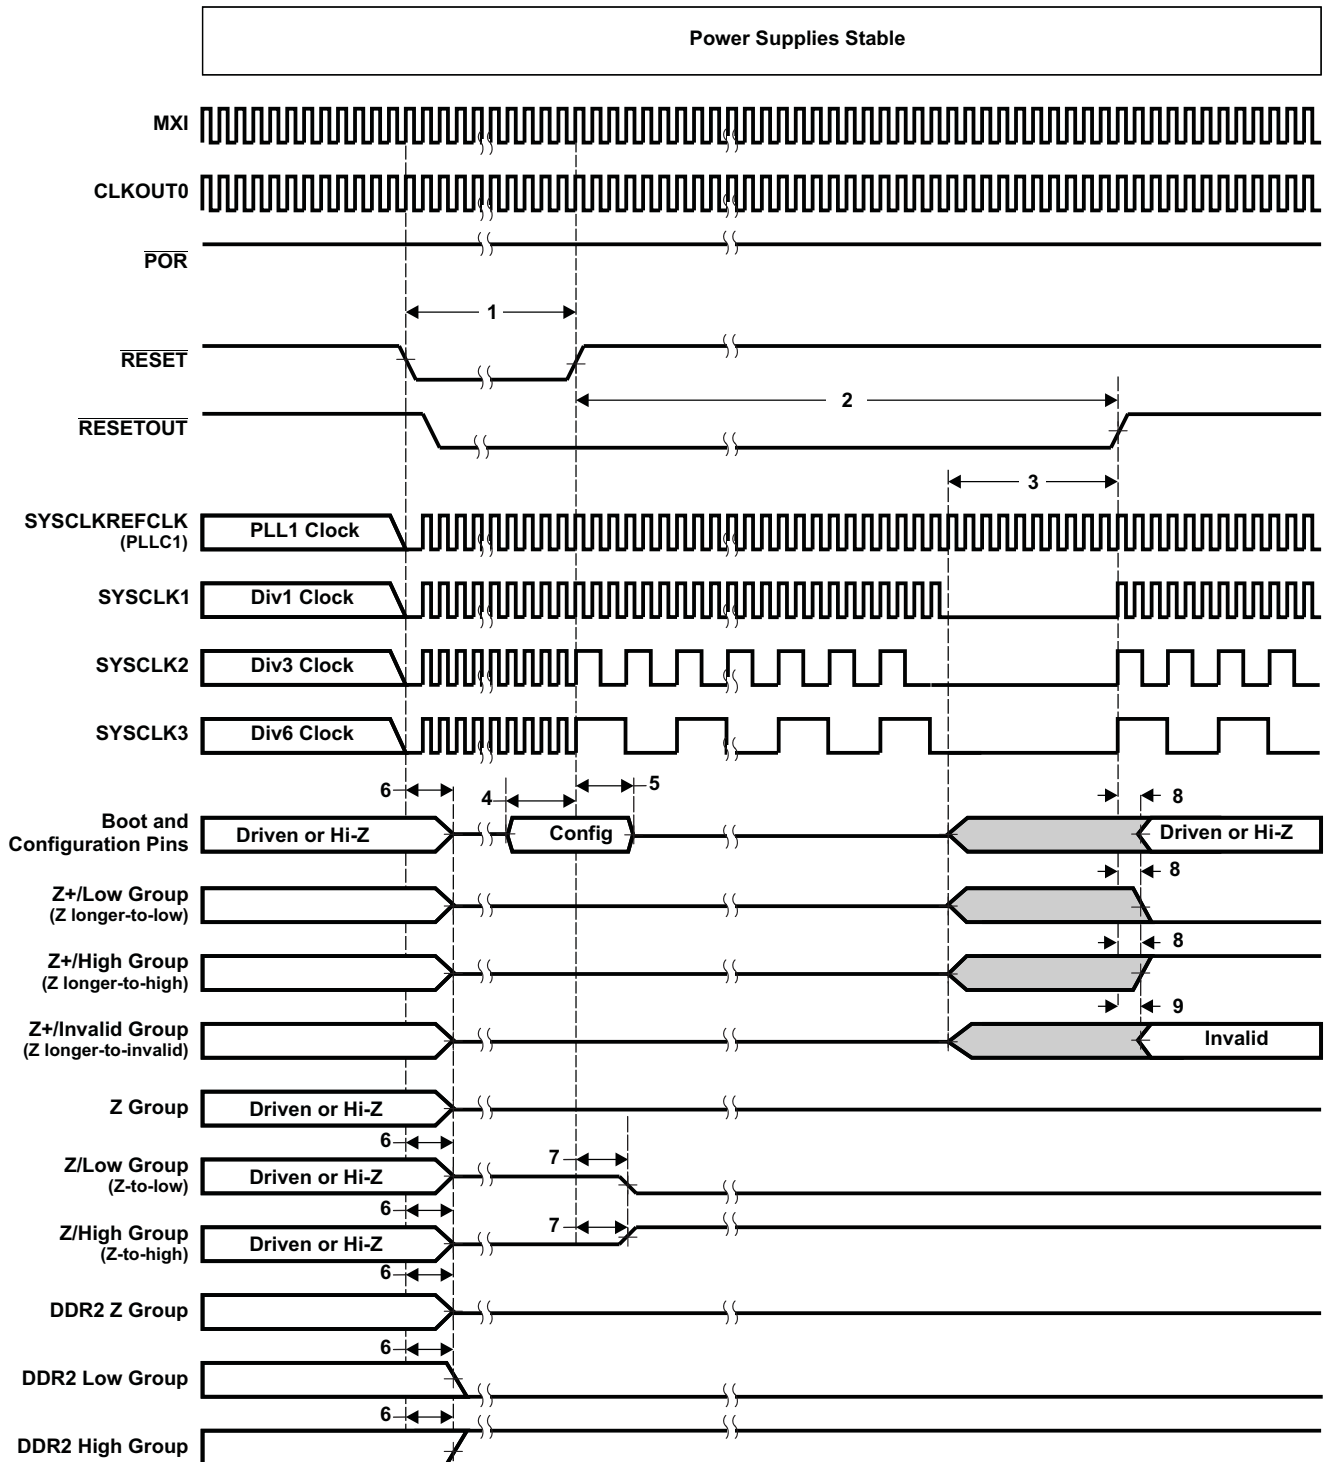 Power Supplies Stable
MXI
CLKOUT0
POR
1
RESET
2
RESETOUT
3
SYSCLKREFCLK
(PLLC1)
PLL1 Clock
SYSCLK1
Div1 Clock
SYSCLK2
Div3 Clock
SYSCLK3
Div6 Clock
6
4
5
8
Boot and
Configuration Pins
Driven or Hi-Z
Config
Driven or Hi-Z
8
Z+/Low Group
(Z longer-to-low)
8
Z+/High Group
(Z longer-to-high)
9
Z+/Invalid Group
(Z longer-to-invalid)
Invalid
Z Group
Driven or Hi-Z
6
7
Z/Low Group
(Z-to-low)
Driven or Hi-Z
6
7
Z/High Group
(Z-to-high)
Driven or Hi-Z
6
DDR2 Z Group
6
DDR2 Low Group
6
DDR2 High Group